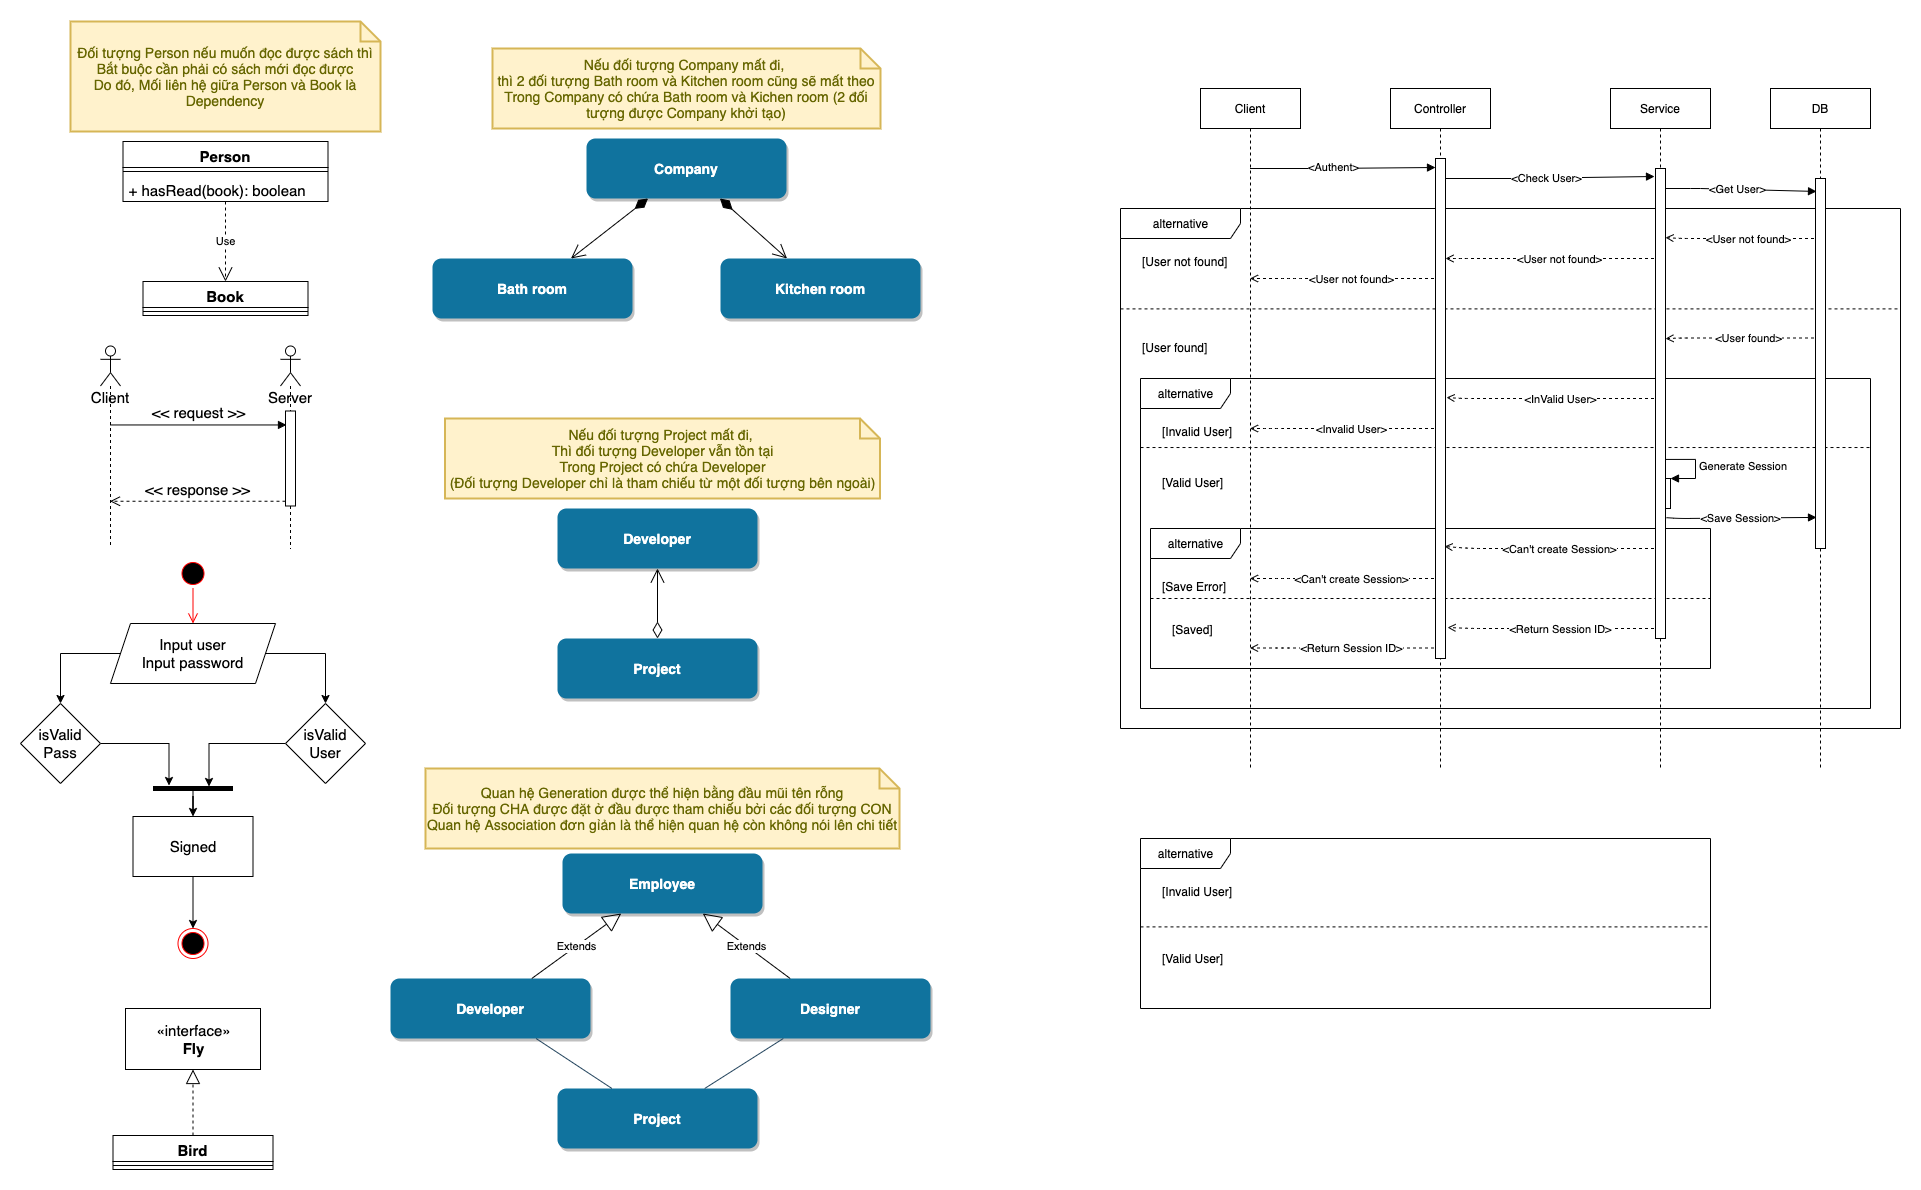 Đối tượng Person nếu muốn đọc được sách thì
Bắt buộc cần phải có sách mới đọc được
Do đó, Mối liên hệ giữa Person và Book là
Dependency
Person
+ hasRead(book): boolean
Use
Book
Client
Server
<< request >>
<< response >>
Input user
Input password
isValid
Pass
isValid
User
Signed
«interface»
Fly
Bird
Nếu đối tượng Company mất đi,
thì 2 đối tượng Bath room và Kitchen room cũng sẽ mất theo
Trong Company có chứa Bath room và Kichen room (2 đối
tượng được Company khởi tạo)
Company
Bath room
Kitchen room
Nếu đối tượng Project mất đi,
Thì đối tượng Developer vẫn tồn tại
Trong Project có chứa Developer
(Đối tượng Developer chỉ là tham chiếu từ một đối tượng bên ngoài)
Developer
Project
Quan hệ Generation được thể hiện bằng đầu mũi tên rỗng
Đối tượng CHA được đặt ở đầu được tham chiếu bởi các đối tượng CON
Quan hệ Association đơn giản là thể hiện quan hệ còn không nói lên chi tiết
Employee
Extends
Extends
Developer
Designer
Project
Client
Controller
Service
DB
<Authent>
<Check User>
<Get User>
alternative
<User not found>
[User not found]
<User not found>
<User not found>
<User found>
[User found]
alternative
<InValid User>
[Invalid User]
<Invalid User>
Generate Session
[Valid User]
<Save Session>
alternative
<Can't create Session>
<Can't create Session>
[Save Error]
[Saved]
<Return Session ID>
<Return Session ID>
alternative
[Invalid User]
[Valid User]